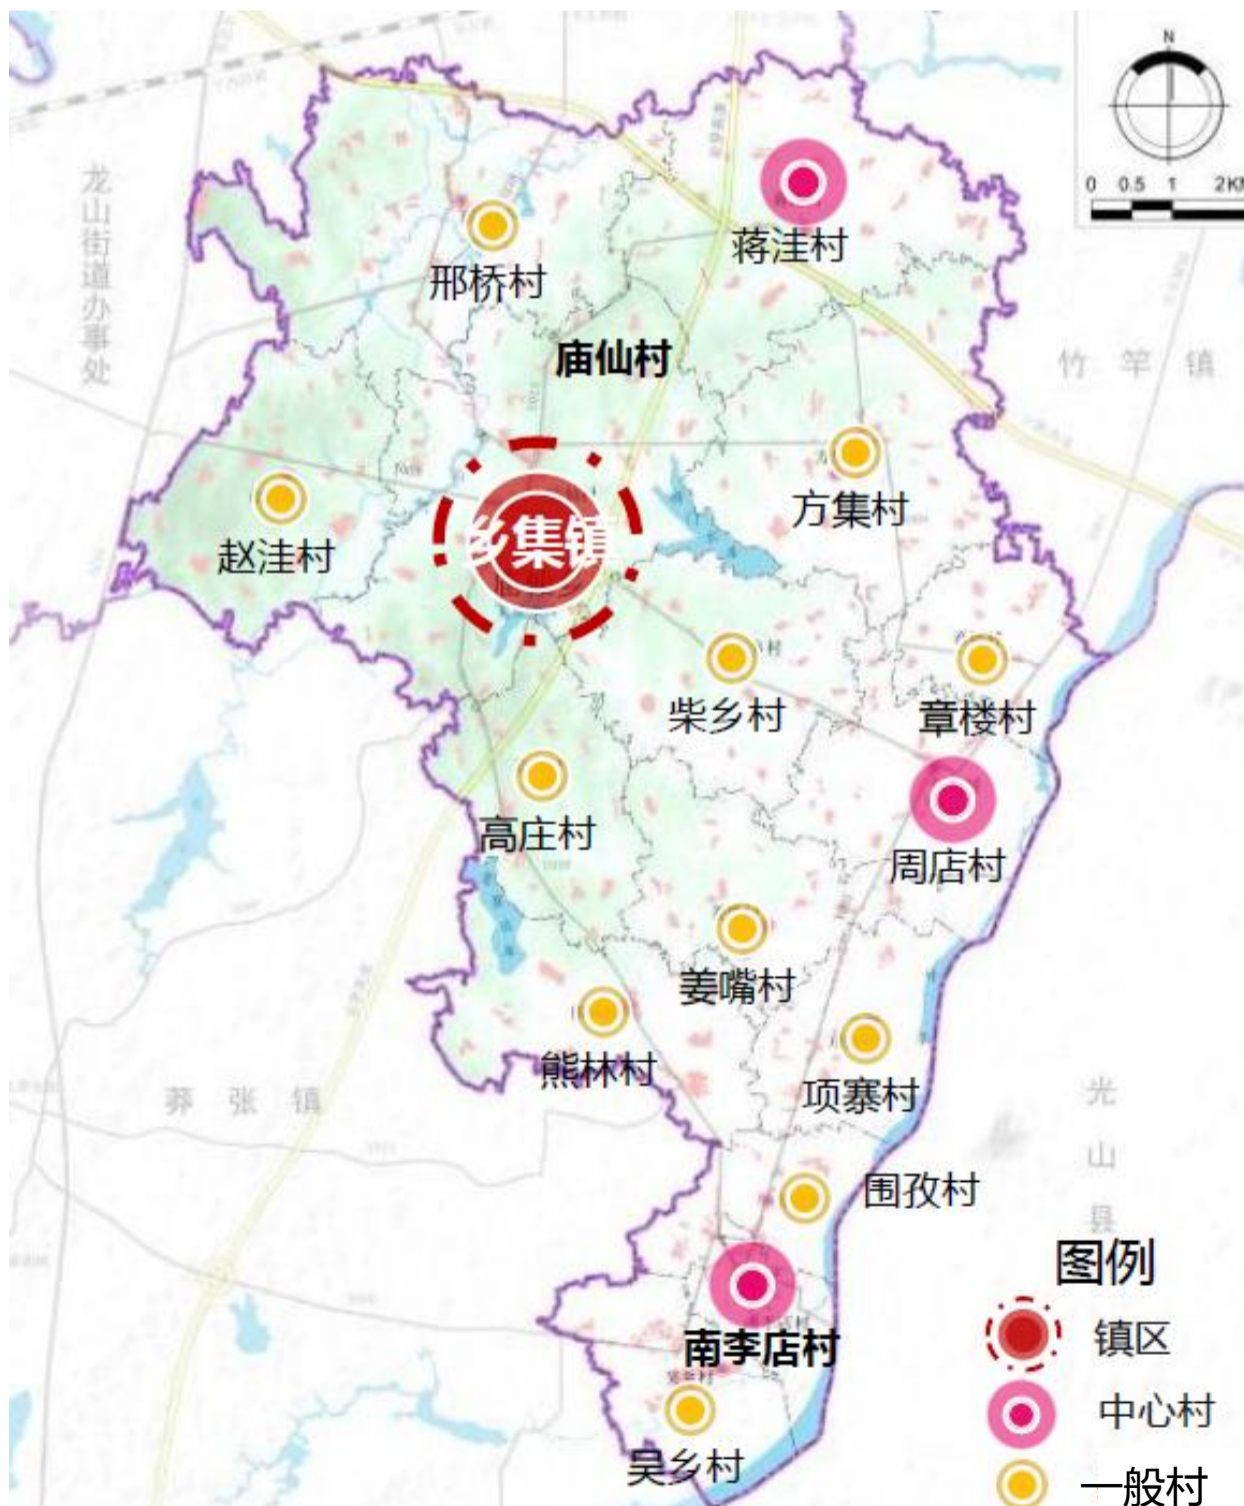 N
0 0.5 1 2KM
龙山街道办事处
蒋洼村
邢桥村
庙仙村
竹竿镇
方集村
乡集镇
赵洼村
柴乡村
章楼村
高庄村
周店村
姜嘴村
熊林村
项寨村
莽张镇
光山县
围孜村
南李店村
吴乡村
图例
镇区
中心村
一般村